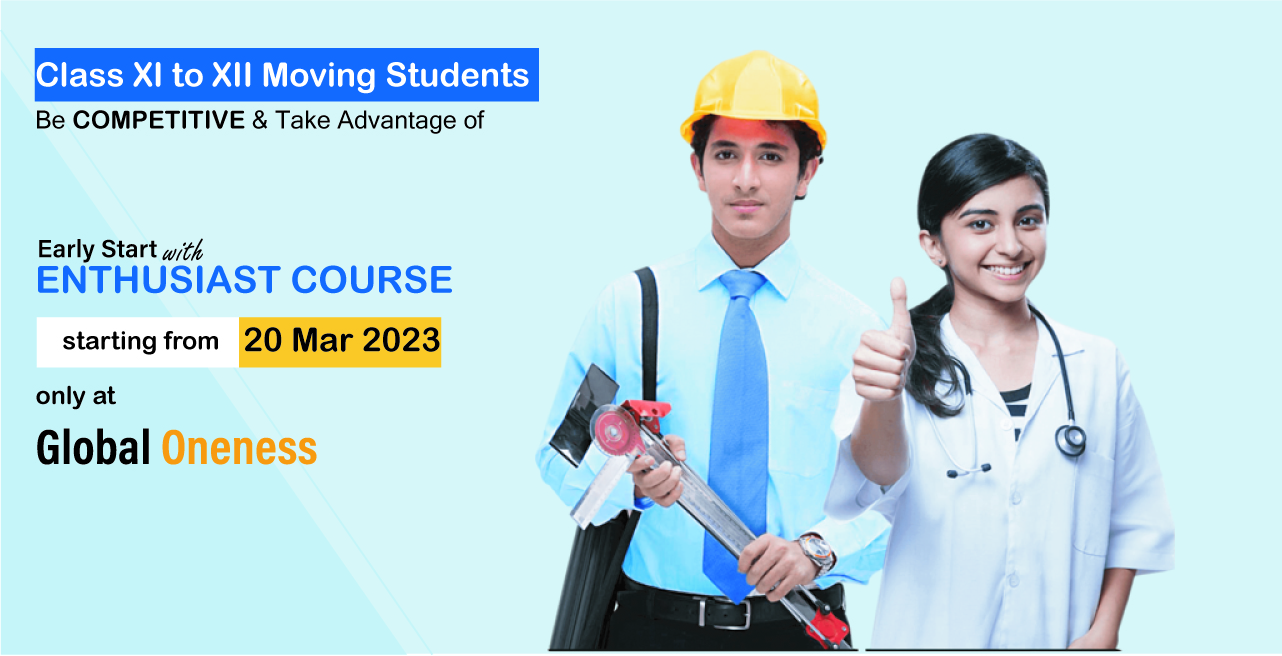 Class XI to XII Moving Students
Be COMPETITIVE & Take Advantage of
Early Start with
ENTHUSIAST COURSE
starting from 20 Mar 2023
only at
Global Oneness